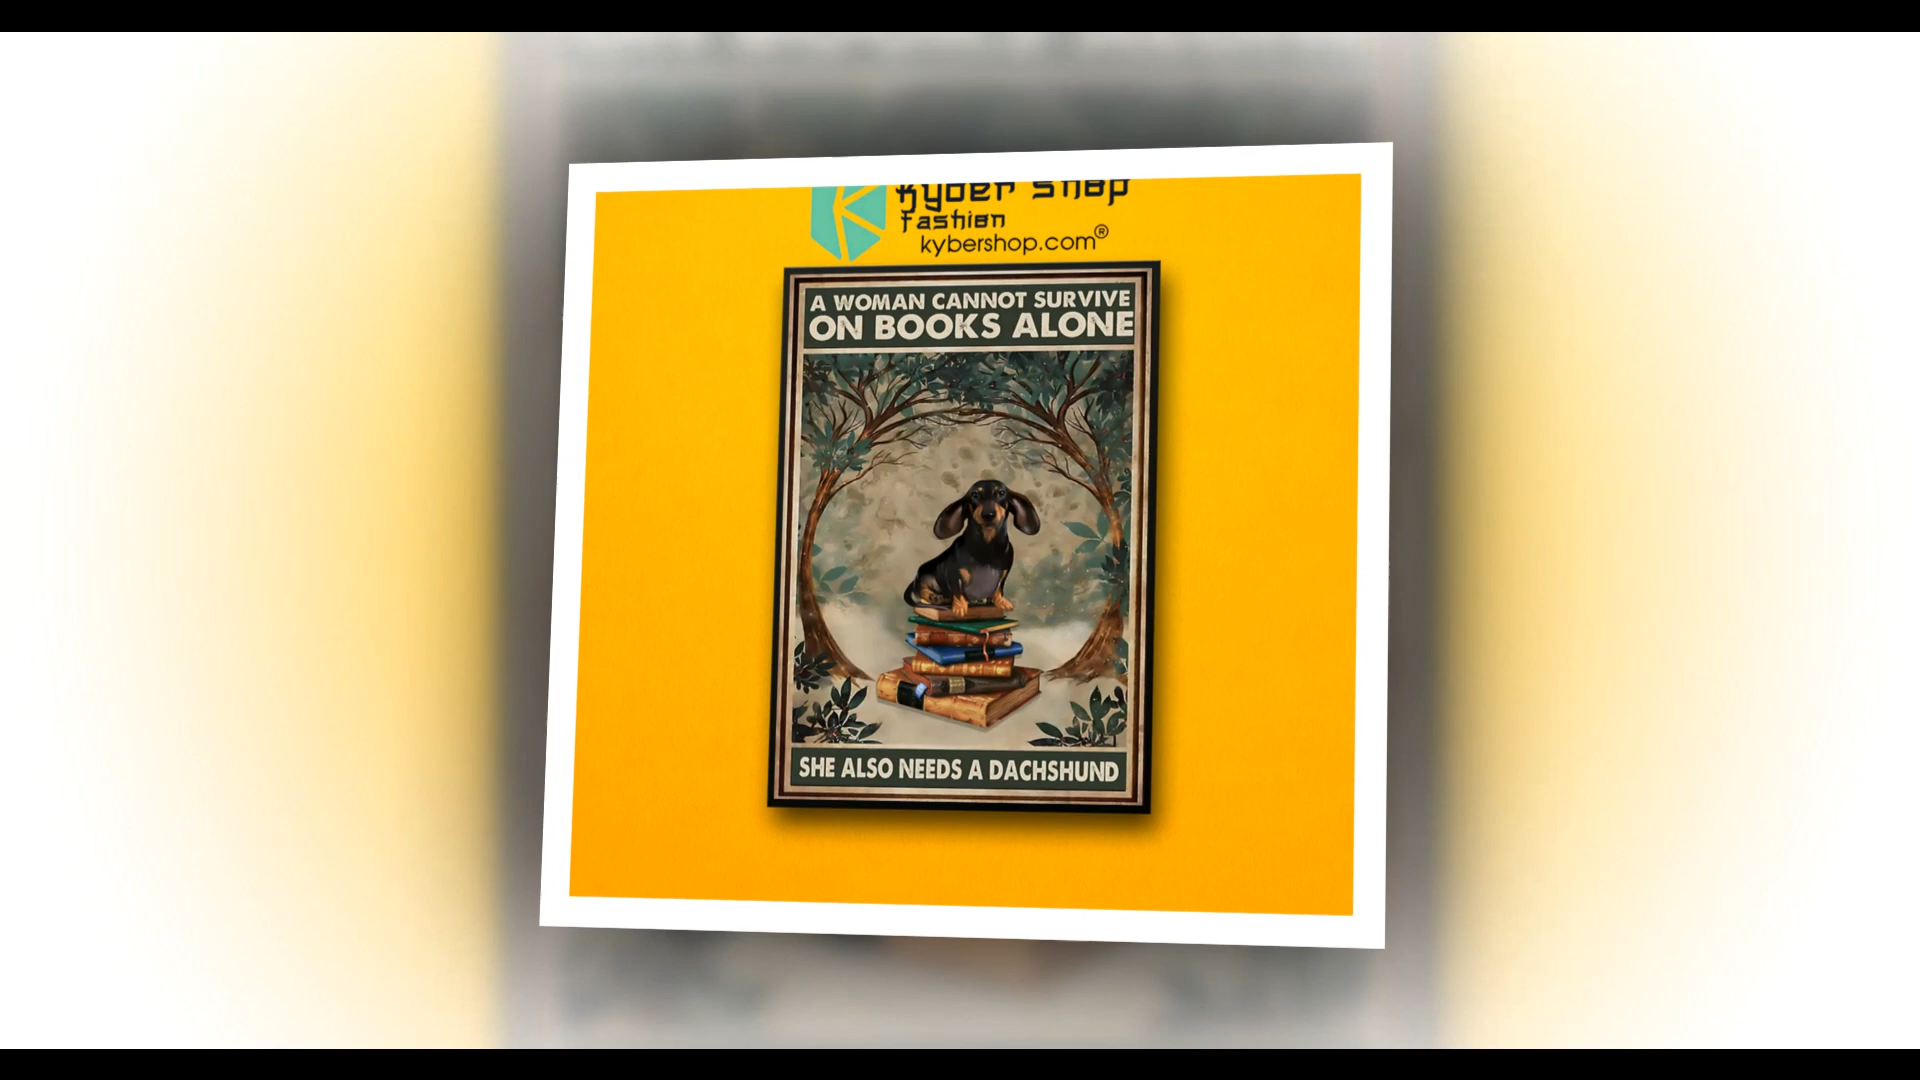 Kyber Shop
fashion
kybershop.com®
A WOMAN CANNOT SURVIVE
ON BOOKS ALONE
SHE ALSO NEEDS A DACHSHUND